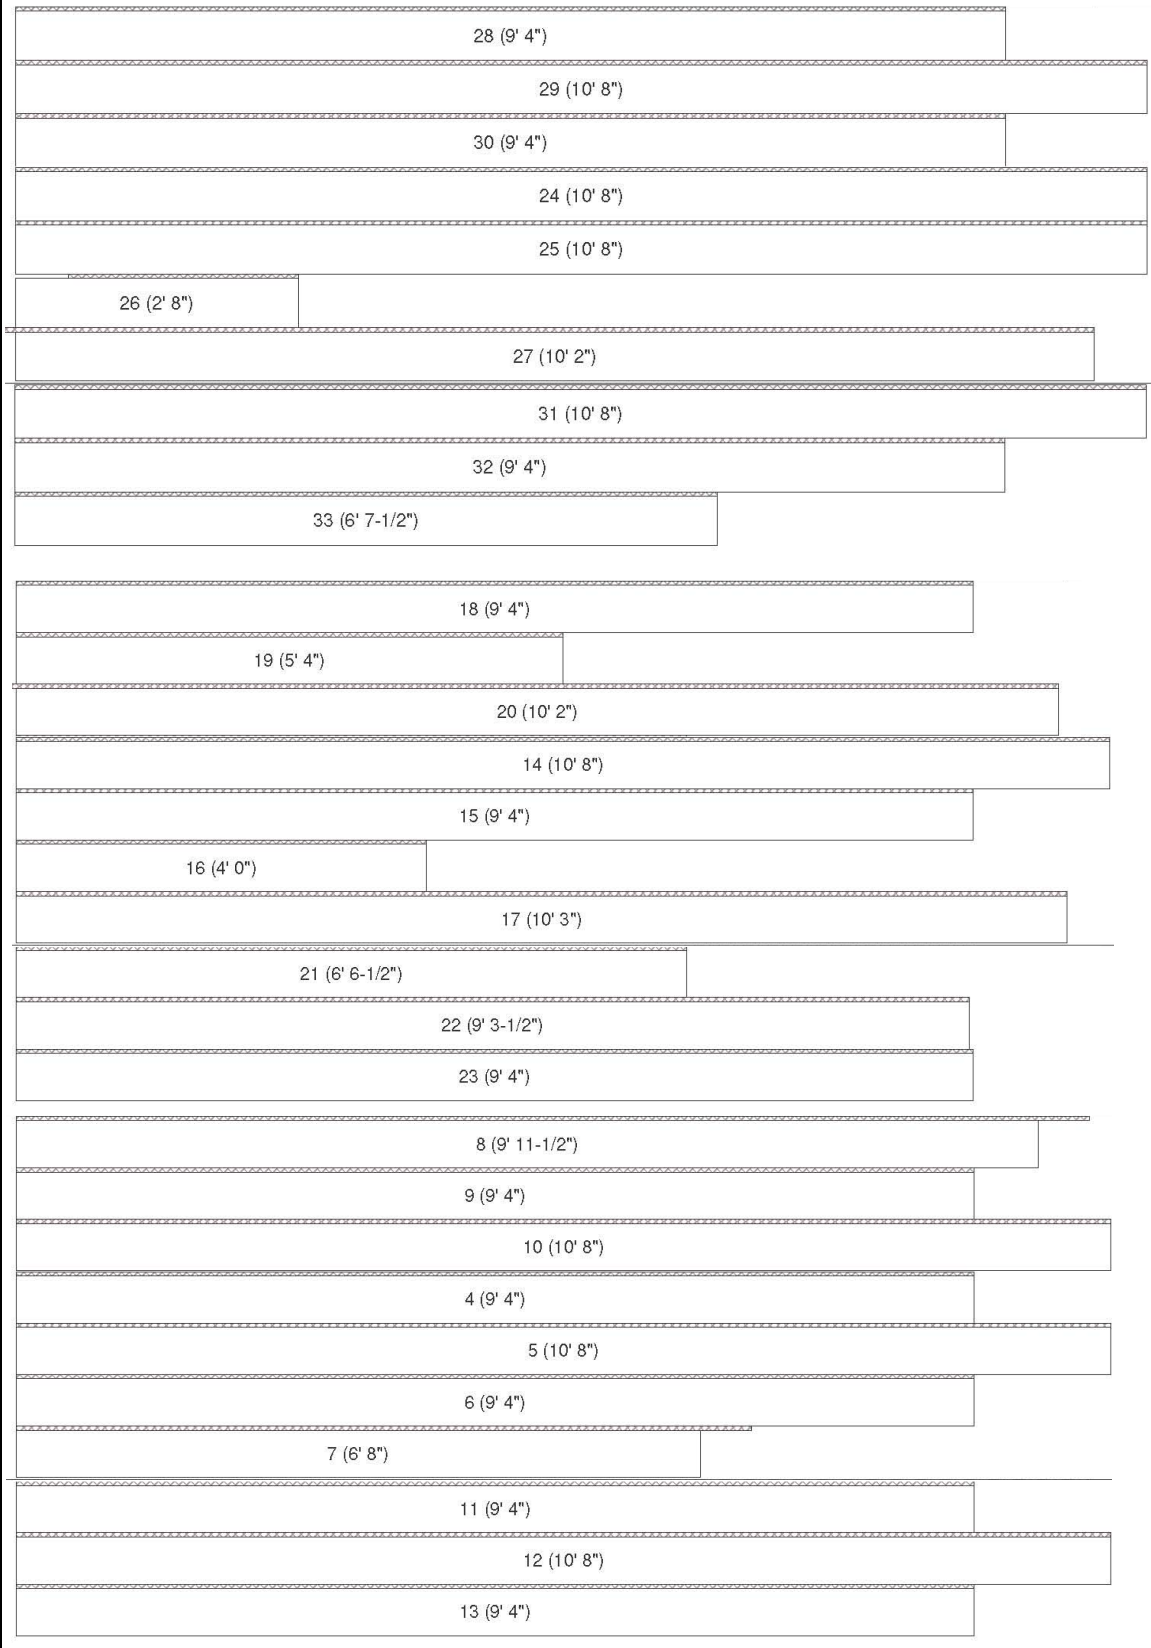 28 (9' 4")
29 (10' 8")
30 (9' 4")
24 (10' 8")
25 (10' 8")
26 (2' 8")
27 (10' 2")
31 (10' 8")
32 (9' 4")
33 (6' 7-1/2")
18 (9' 4")
19 (5' 4")
20 (10' 2")
14 (10' 8")
15 (9' 4")
16 (4' 0")
17 (10' 3")
21 (6' 6-1/2")
22 (9' 3-1/2")
23 (9' 4")
8 (9' 11-1/2")
9 (9' 4")
10 (10' 8")
4 (9' 4")
5 (10' 8")
6 (9' 4")
7 (6' 8")
11 (9' 4")
12 (10' 8")
13 (9' 4")